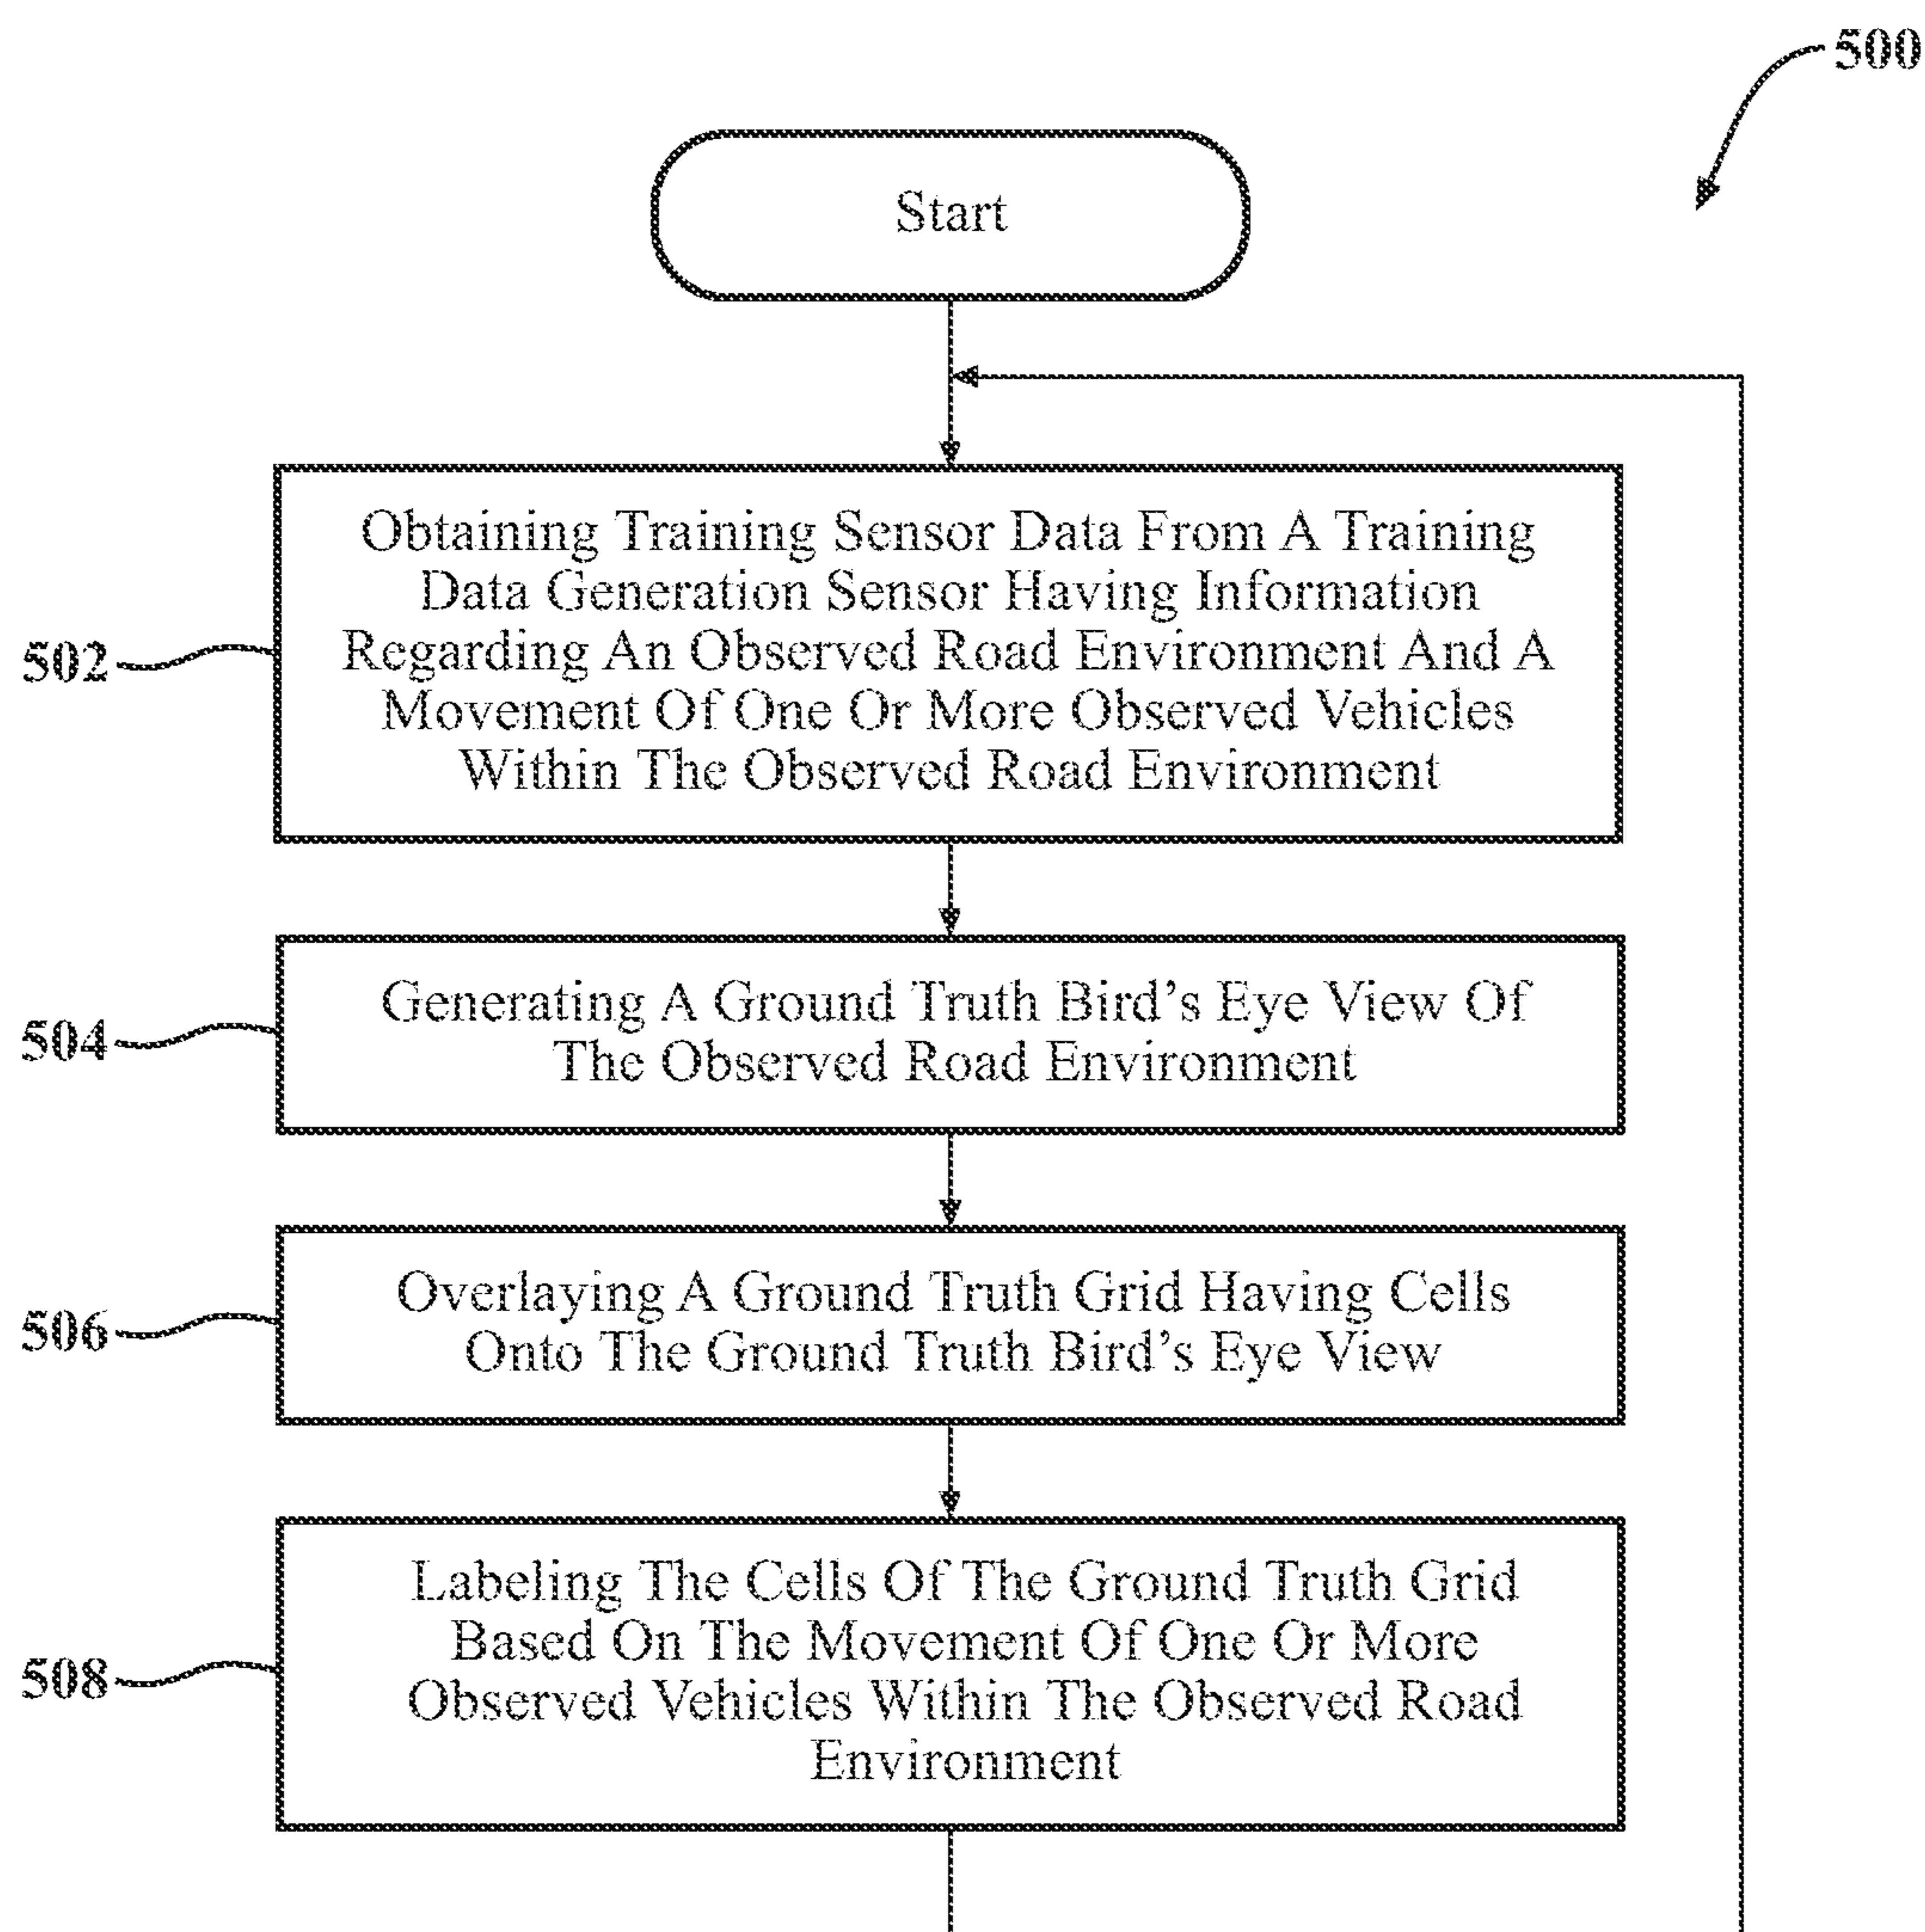 500
Start
502
Obtaining Training Sensor Data From A Training
Data Generation Sensor Having Information
Regarding An Observed Road Environment And A
Movement Of One Or More Observed Vehicles
Within The Observed Road Environment
504
Generating A Ground Truth Bird’s Eye View Of
The Observed Road Environment
506
Overlaying A Ground Truth Grid Having Cells
Onto The Ground Truth Bird’s Eye View
508
Labeling The Cells Of The Ground Truth Grid
Based On The Movement Of One Or More
Observed Vehicles Within The Observed Road
Environment